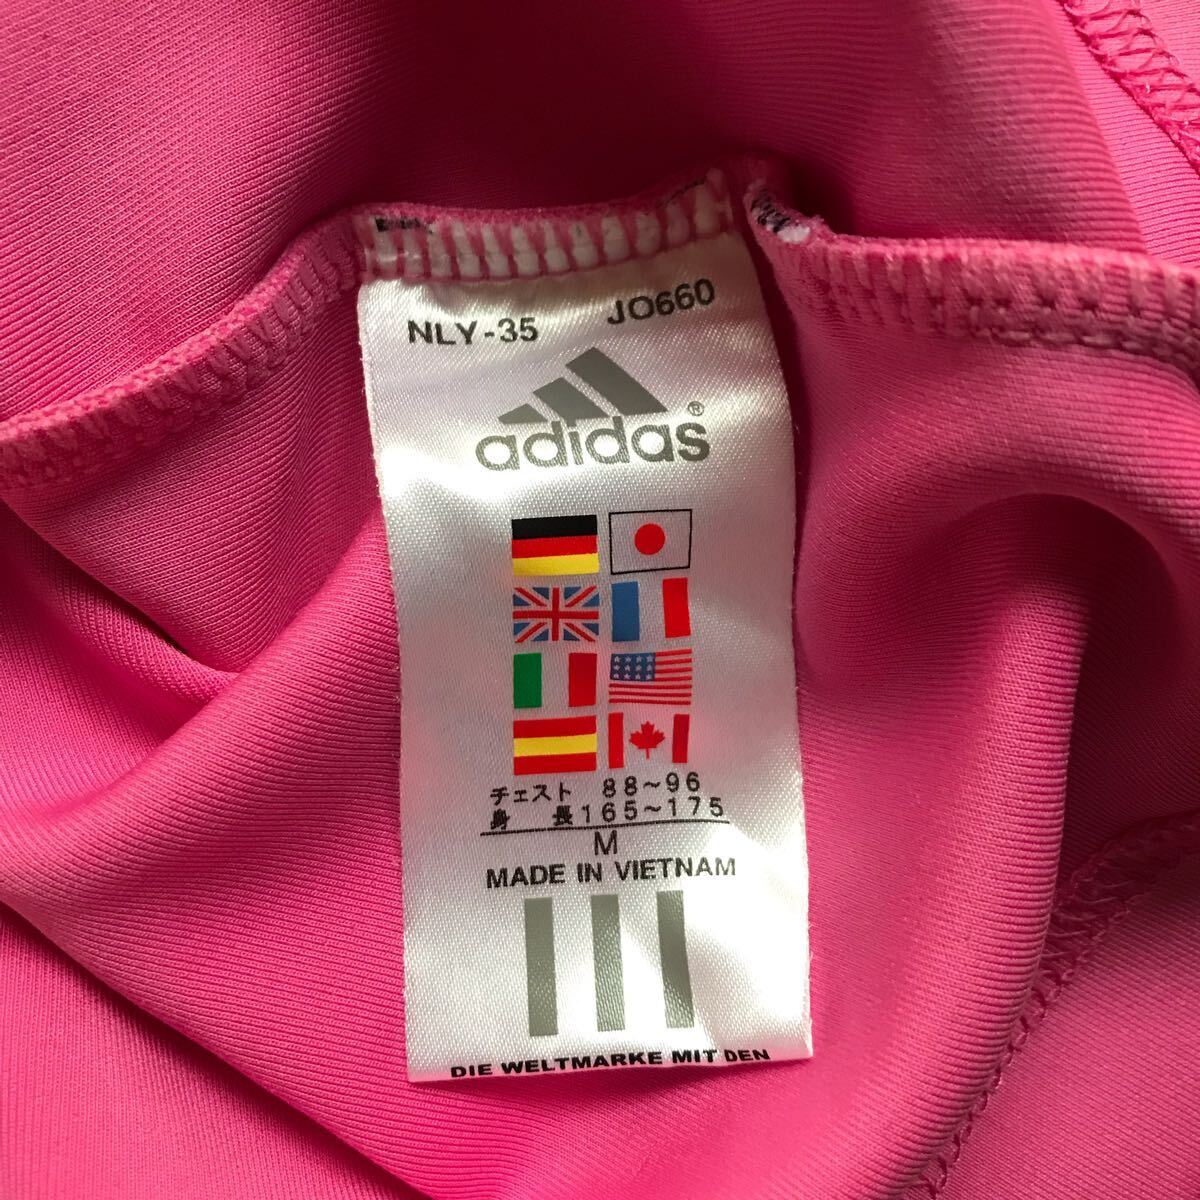 NLY-35 JO660
adidas®
チェスト 88~96
身 長165~175
M
MADE IN VIETNAM
DIE WELTMARKE MIT DEN